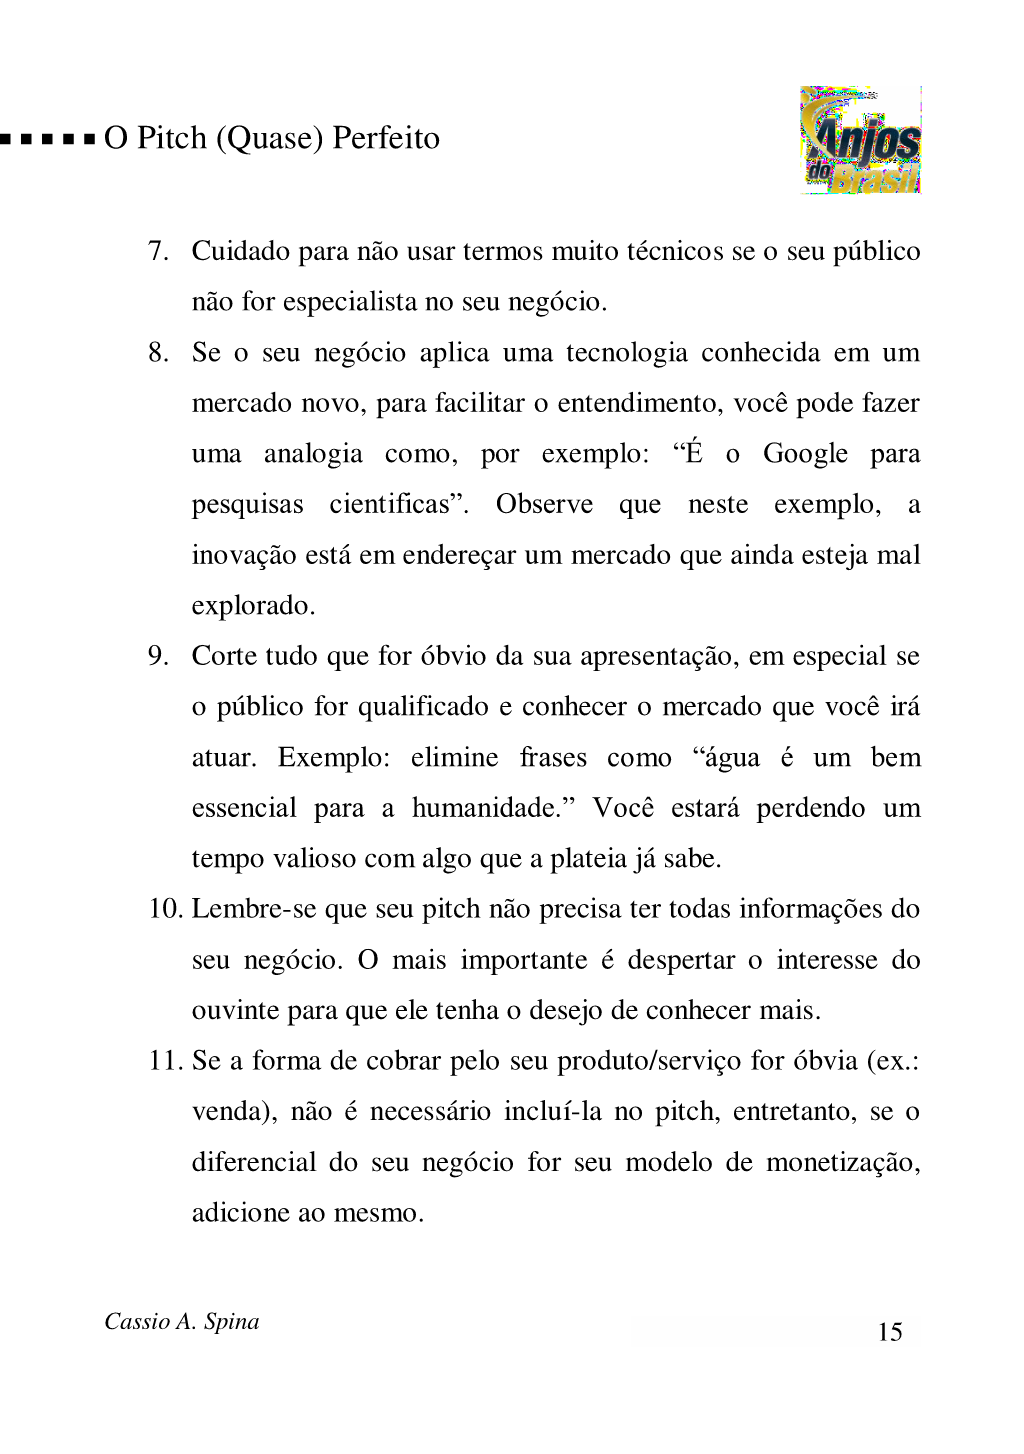 O Pitch (Quase) Perfeito
Anjos
do
Brasil
7. Cuidado para não usar termos muito técnicos se o seu público
não for especialista no seu negócio.
8. Se o seu negócio aplica uma tecnologia conhecida em um
mercado novo, para facilitar o entendimento, você pode fazer
uma analogia como, por exemplo: “É o Google para
pesquisas cientificas”. Observe que neste exemplo, a
inovação está em endereçar um mercado que ainda esteja mal
explorado.
9. Corte tudo que for óbvio da sua apresentação, em especial se
o público for qualificado e conhecer o mercado que você irá
atuar. Exemplo: elimine frases como “água é um bem
essencial para a humanidade.” Você estará perdendo um
tempo valioso com algo que a plateia já sabe.
10. Lembre-se que seu pitch não precisa ter todas informações do
seu negócio. O mais importante é despertar o interesse do
ouvinte para que ele tenha o desejo de conhecer mais.
11. Se a forma de cobrar pelo seu produto/serviço for óbvia (ex.:
venda), não é necessário incluí-la no pitch, entretanto, se o
diferencial do seu negócio for seu modelo de monetização,
adicione ao mesmo.
Cassio A. Spina
15